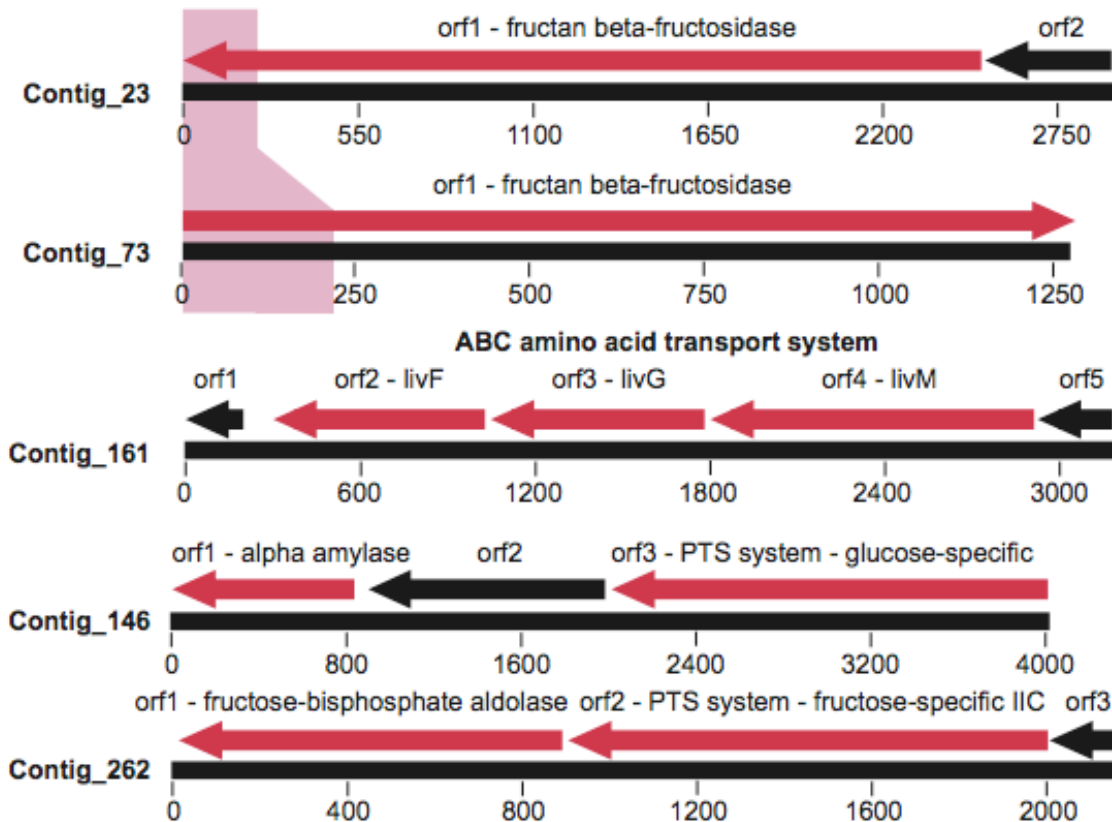 orf1 - fructan beta-fructosidase orf2
Contig_23
0 550 1100 1650 2200 2750
orf1 - fructan beta-fructosidase
Contig_73
0 250 500 750 1000 1250
ABC amino acid transport system
orf1 orf2 - livF orf3 - livG orf4 - livM orf5
Contig_161
0 600 1200 1800 2400 3000
orf1 - alpha amylase orf2 orf3 - PTS system - glucose-specific
Contig_146
0 800 1600 2400 3200 4000
orf1 - fructose-bisphosphate aldolase orf2 - PTS system - fructose-specific IIC orf3
Contig_262
0 400 800 1200 1600 2000